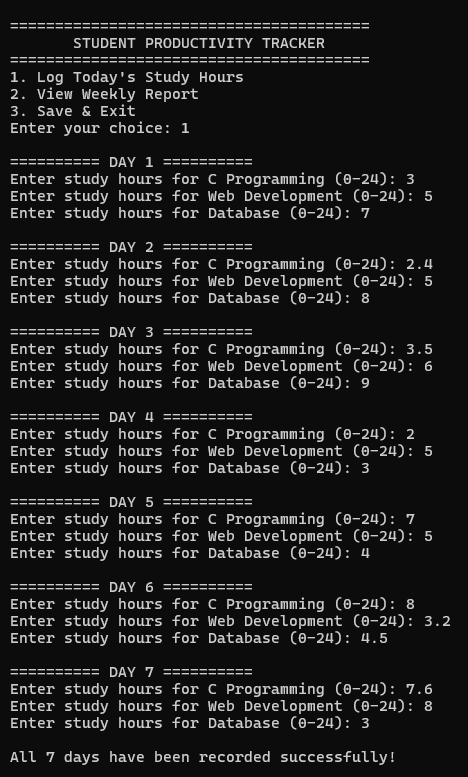 ========================================
STUDENT PRODUCTIVITY TRACKER
========================================
1. Log Today's Study Hours
2. View Weekly Report
3. Save & Exit
Enter your choice: 1
========== DAY 1 ==========
Enter study hours for C Programming (0-24): 3
Enter study hours for Web Development (0-24): 5
Enter study hours for Database (0-24): 7
========== DAY 2 ==========
Enter study hours for C Programming (0-24): 2.4
Enter study hours for Web Development (0-24): 5
Enter study hours for Database (0-24): 8
========== DAY 3 ==========
Enter study hours for C Programming (0-24): 3.5
Enter study hours for Web Development (0-24): 6
Enter study hours for Database (0-24): 9
========== DAY 4 ==========
Enter study hours for C Programming (0-24): 2
Enter study hours for Web Development (0-24): 5
Enter study hours for Database (0-24): 3
========== DAY 5 ==========
Enter study hours for C Programming (0-24): 7
Enter study hours for Web Development (0-24): 5
Enter study hours for Database (0-24): 4
========== DAY 6 ==========
Enter study hours for C Programming (0-24): 8
Enter study hours for Web Development (0-24): 3.2
Enter study hours for Database (0-24): 4.5
========== DAY 7 ==========
Enter study hours for C Programming (0-24): 7.6
Enter study hours for Web Development (0-24): 8
Enter study hours for Database (0-24): 3
All 7 days have been recorded successfully!